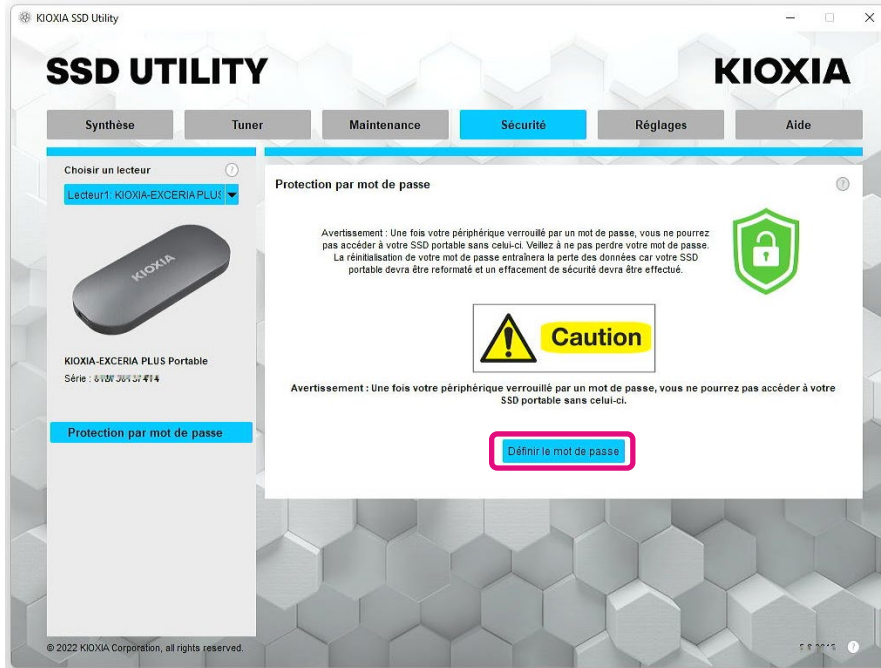 KIOXIA SSD Utility
SSD UTILITY
KIOXIA
Synthèse
Tuner
Maintenance
Sécurité
Réglages
Aide
Choisir un lecteur
?
Lecteur1: KIOXIA-EXCERIA PLUS
KIOXIA
KIOXIA-EXCERIA PLUS Portable
Série :
Protection par mot de passe
Protection par mot de passe
?
Avertissement : Une fois votre périphérique verrouillé par un mot de passe, vous ne pourrez
pas accéder à votre SSD portable sans celui-ci. Veillez à ne pas perdre votre mot de passe.
La réinitialisation de votre mot de passe entraînera la perte des données car votre SSD
portable devra être reformaté et un effacement de sécurité devra être effectué.
Caution
Avertissement : Une fois votre périphérique verrouillé par un mot de passe, vous ne pourrez pas accéder à votre
SSD portable sans celui-ci.
Définir le mot de passe
© 2022 KIOXIA Corporation, all rights reserved.
?